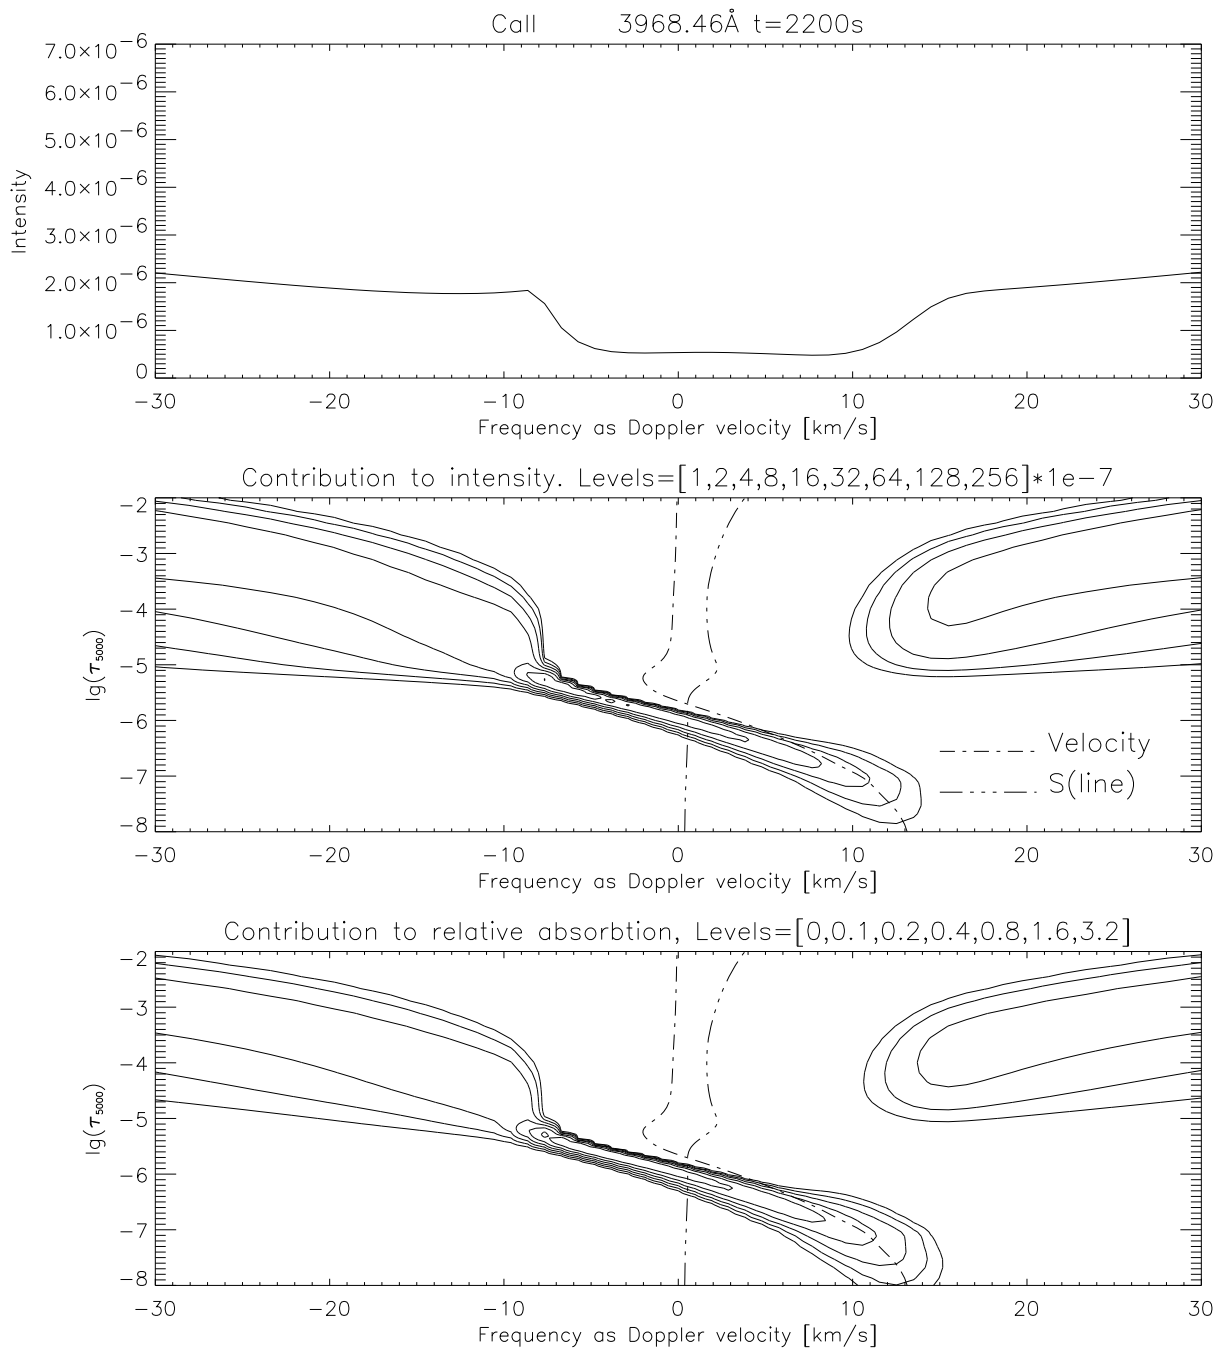 CaII 3968.46Å t=2200s
7.0×10⁻⁶
6.0×10⁻⁶
5.0×10⁻⁶
4.0×10⁻⁶
3.0×10⁻⁶
2.0×10⁻⁶
1.0×10⁻⁶
0
Intensity
−30 −20 −10 0 10 20 30
Frequency as Doppler velocity [km/s]
Contribution to intensity. Levels=[1,2,4,8,16,32,64,128,256]*1e−7
−2
−3
−4
−5
−6
−7
−8
lg(τ₅₀₀₀)
Velocity
S(line)
−30 −20 −10 0 10 20 30
Frequency as Doppler velocity [km/s]
Contribution to relative absorbtion, Levels=[0,0.1,0.2,0.4,0.8,1.6,3.2]
−2
−3
−4
−5
−6
−7
−8
lg(τ₅₀₀₀)
−30 −20 −10 0 10 20 30
Frequency as Doppler velocity [km/s]